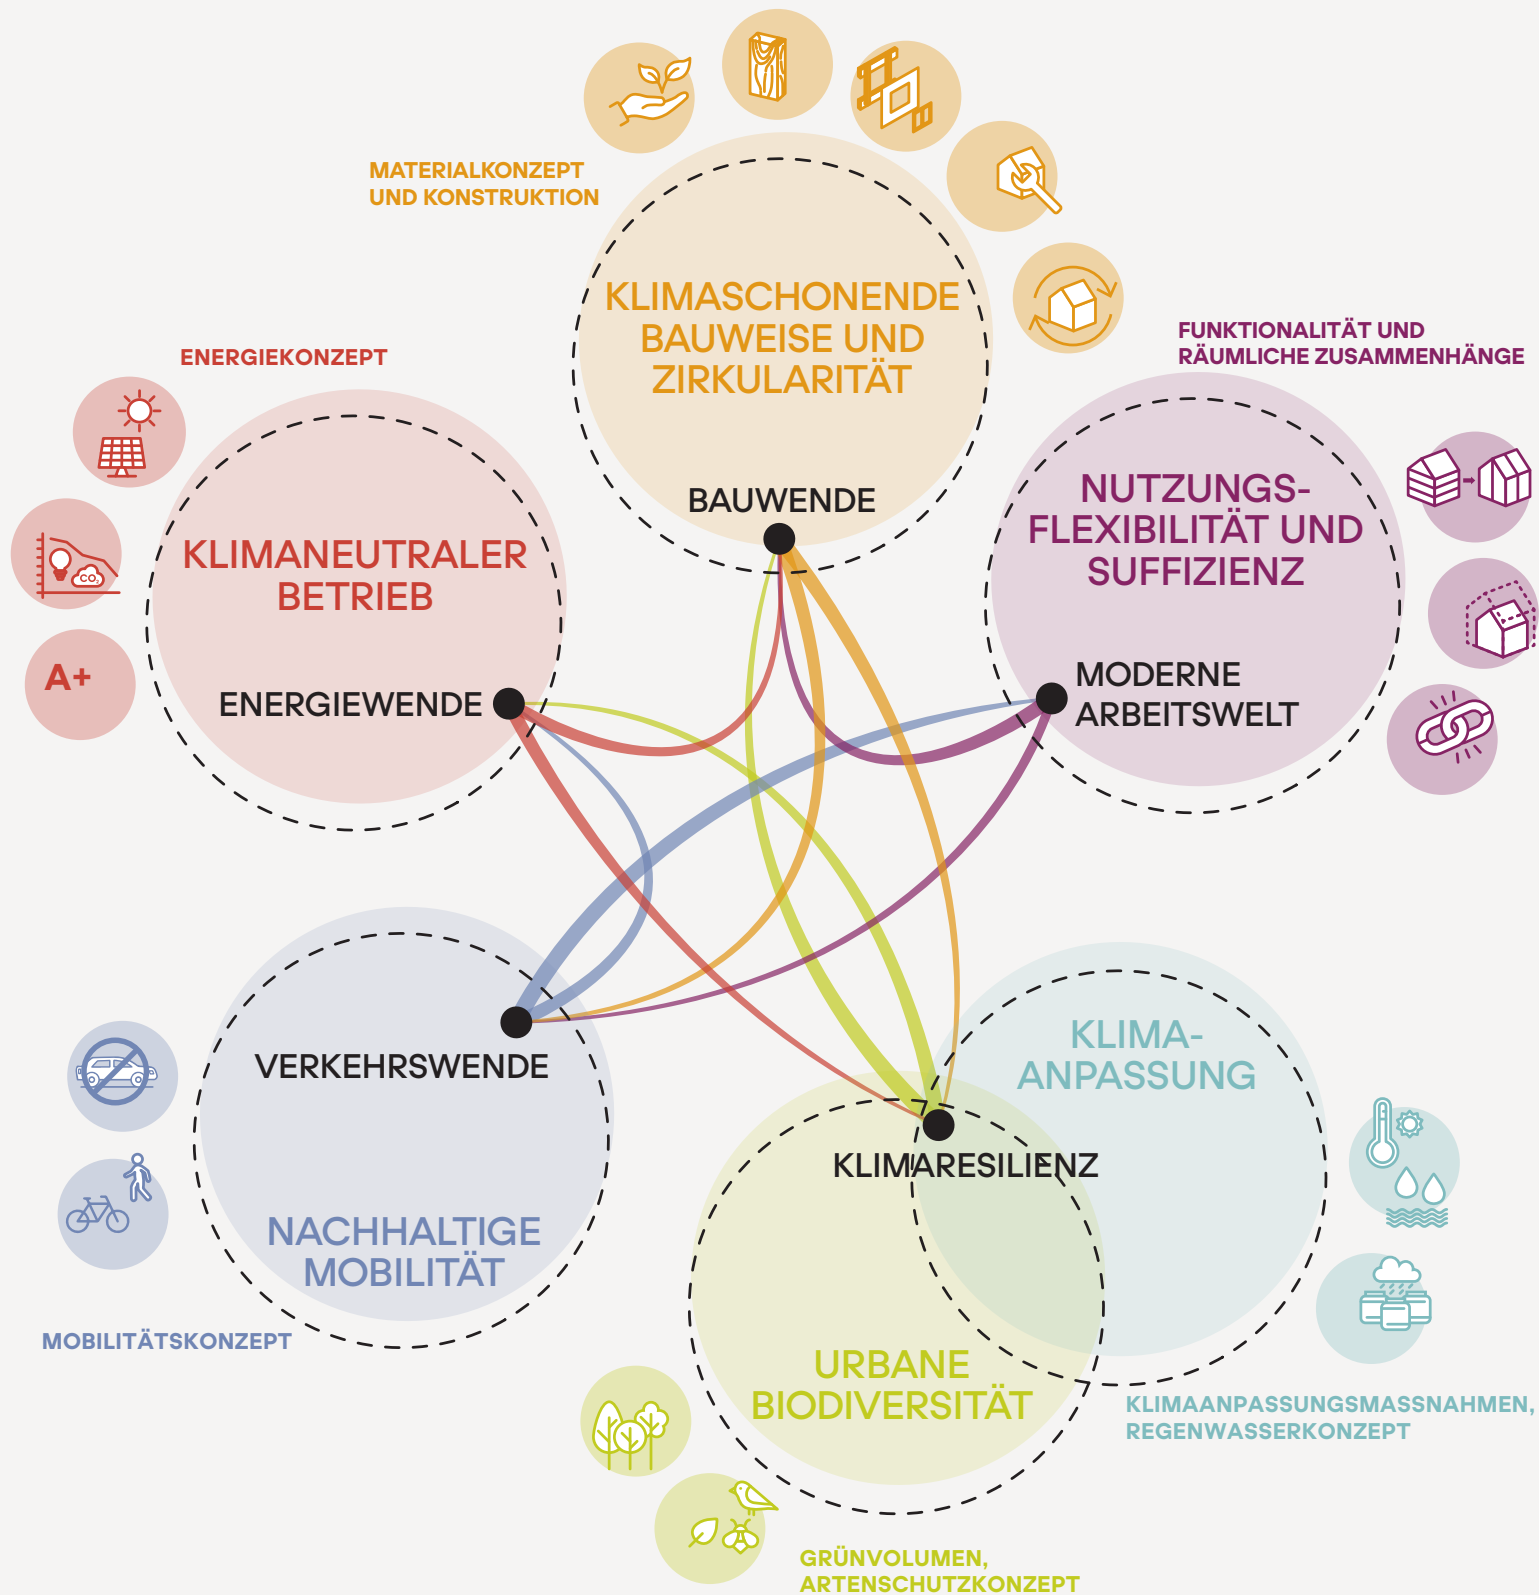 MATERIALKONZEPT
UND KONSTRUKTION
KLIMASCHONENDE
BAUWEISE UND
ZIRKULARITÄT
BAUWENDE
FUNKTIONALITÄT UND
RÄUMLICHE ZUSAMMENHÄNGE
NUTZUNGS-
FLEXIBILITÄT UND
SUFFIZIENZ
MODERNE
ARBEITSWELT
ENERGIEKONZEPT
KLIMANEUTRALER
BETRIEB
ENERGIEWENDE
CO₂
A+
VERKEHRSWENDE
NACHHALTIGE
MOBILITÄT
MOBILITÄTSKONZEPT
KLIMA-
ANPASSUNG
KLIMARESILIENZ
URBANE
BIODIVERSITÄT
KLIMAANPASSUNGSMASSNAHMEN,
REGENWASSERKONZEPT
GRÜNVOLUMEN,
ARTENSCHUTZKONZEPT